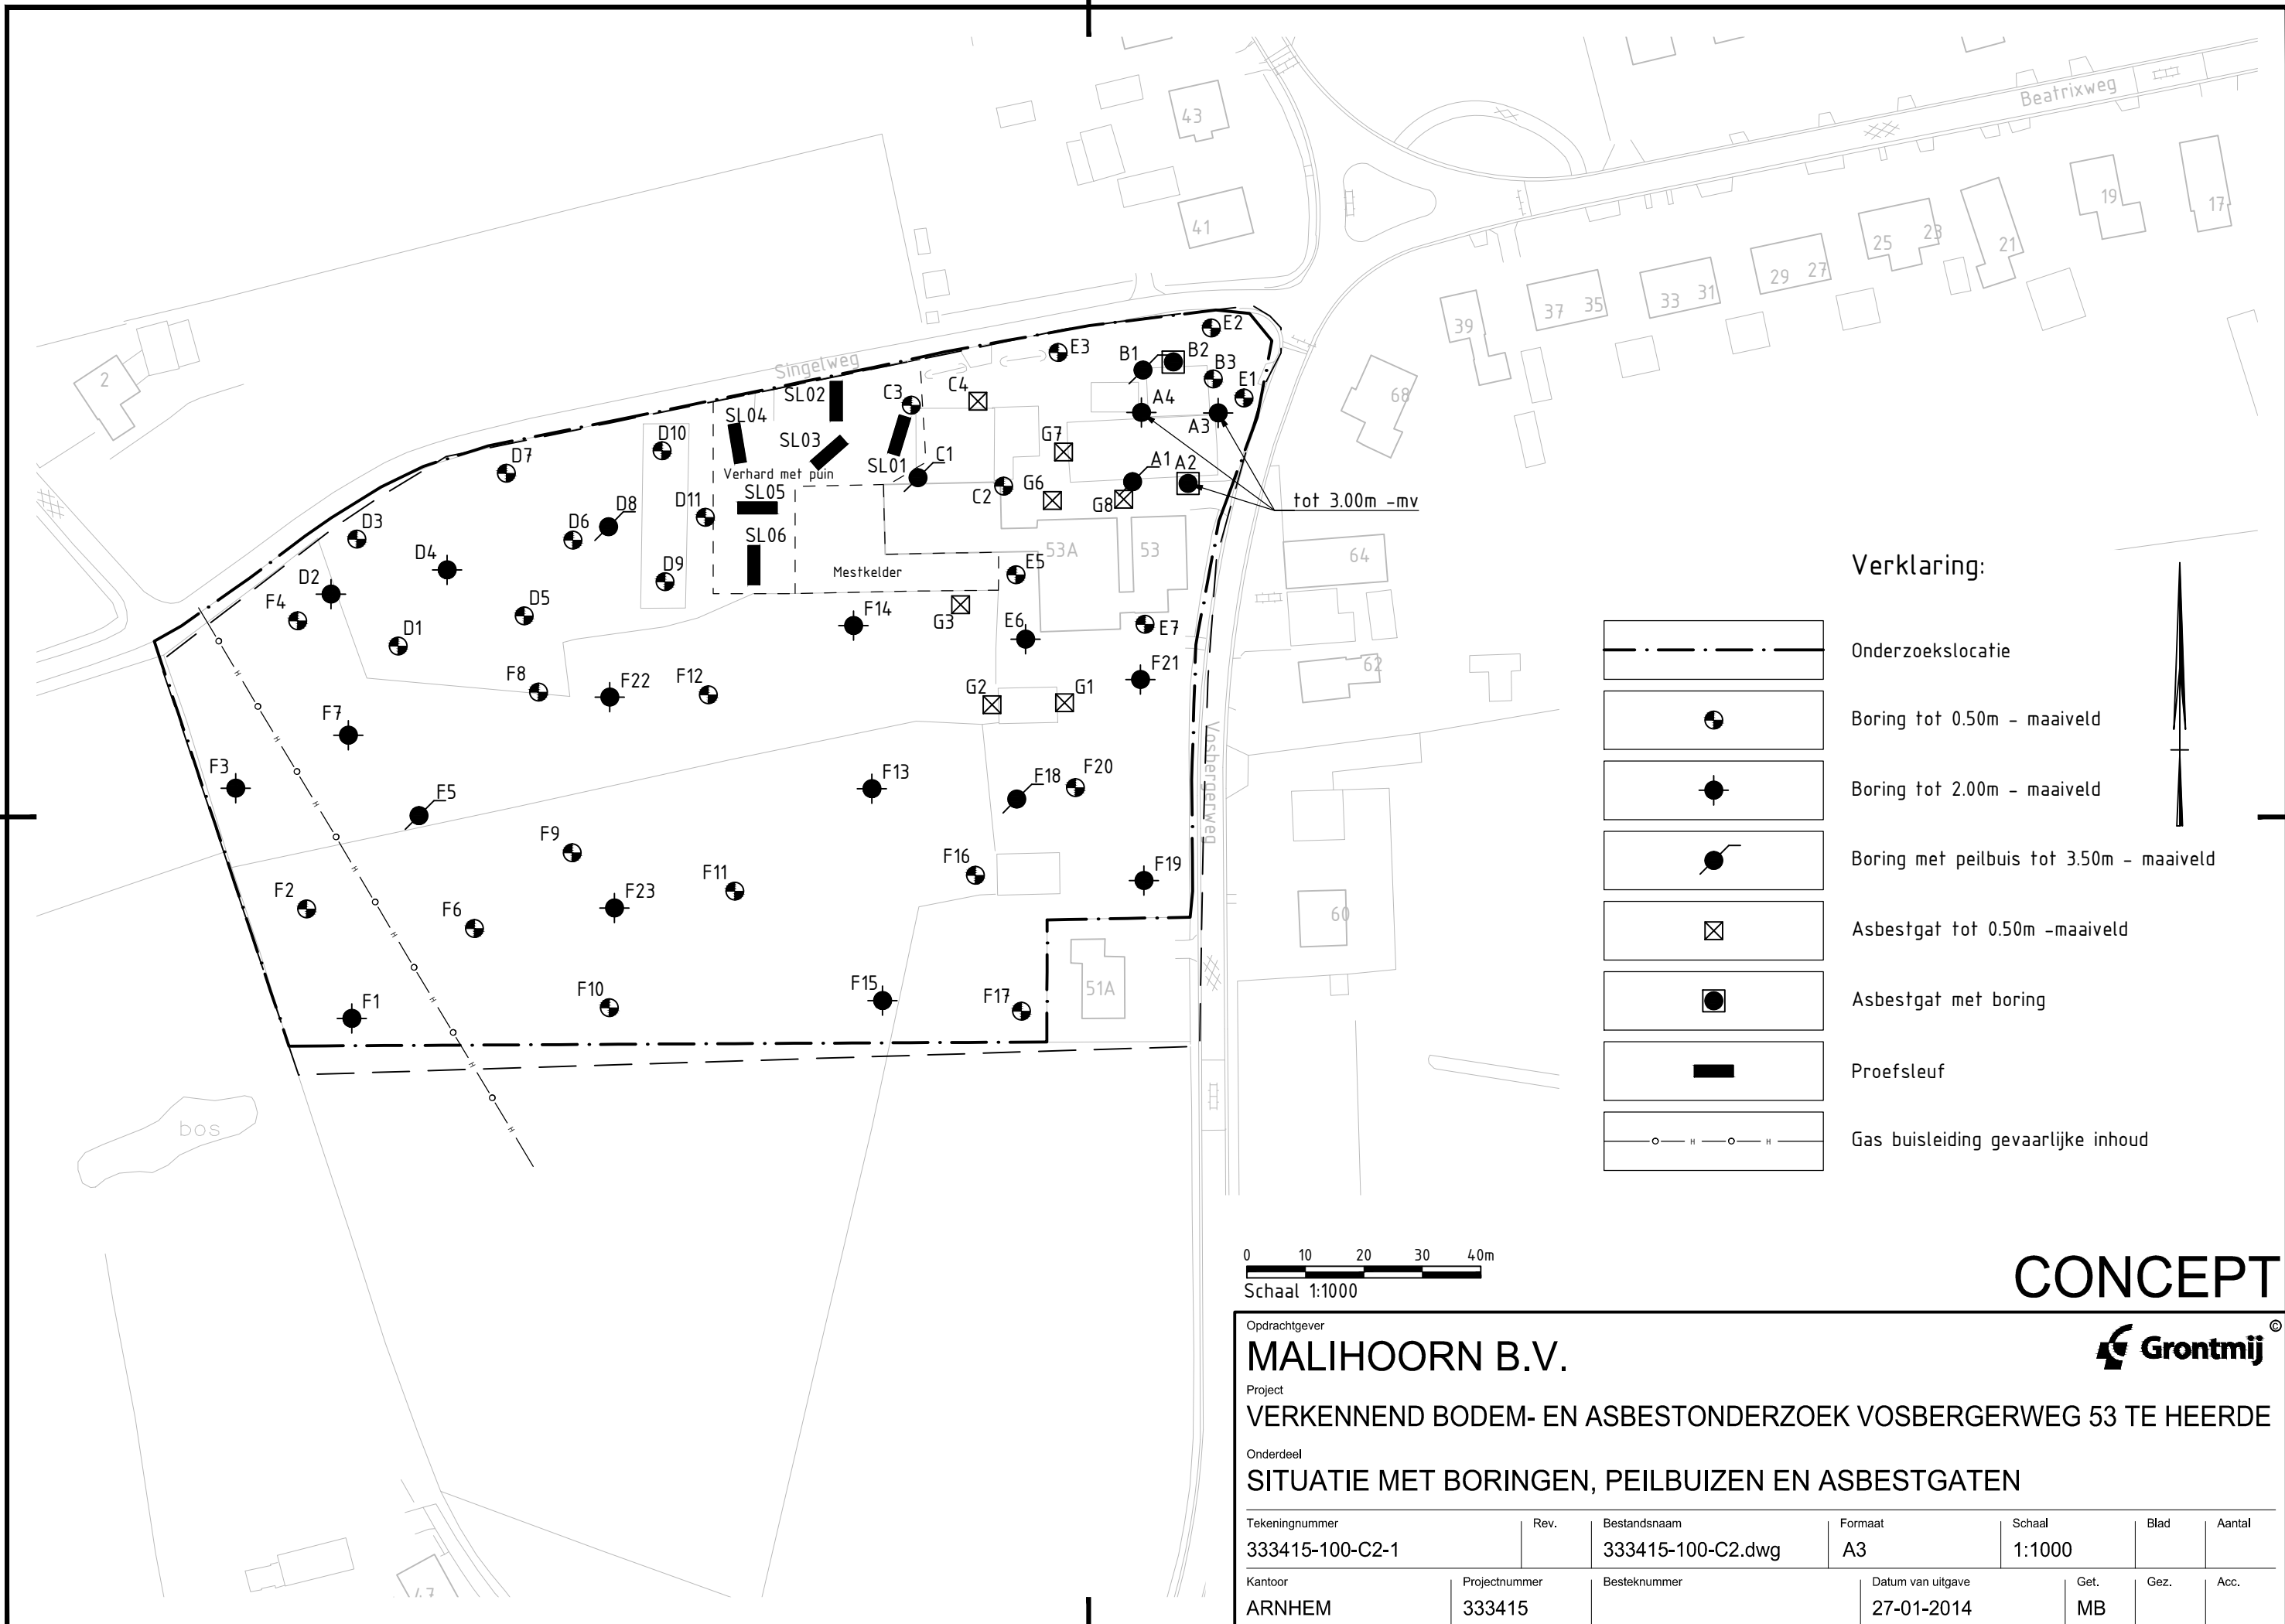 43
Beatrixweg
41
19
17
25
23
21
29
27
33
31
37
35
39
68
2
Singelweg
E2
E3
B1
B2
B3
E1
A4
A3
C4
C3
SL02
SL04
SL03
SL01
D10
D7
G7
C1
A1
A2
Verhard met puin
C2
G6
G8
SL05
D11
D8
D6
D3
D4
SL06
tot 3.00m -mv
53A
53
64
Mestkelder
E5
D9
D2
F4
D5
D1
F14
G3
E6
E7
62
F8
F22
F12
G2
G1
F21
F7
Vosbergerweg
F3
F5
F13
F18
F20
F9
F2
F6
F23
F11
F16
F19
60
F1
F10
F15
F17
51A
H
H
H
H
H
H
H
H
H
bos
47
Verklaring:
Onderzoekslocatie
Boring tot 0.50m - maaiveld
Boring tot 2.00m - maaiveld
Boring met peilbuis tot 3.50m - maaiveld
Asbestgat tot 0.50m -maaiveld
Asbestgat met boring
Proefsleuf
H H Gas buisleiding gevaarlijke inhoud
0 10 20 30 40m
Schaal 1:1000
CONCEPT
Opdrachtgever
MALIHOORN B.V.
Grontmij ©
Project
VERKENNEND BODEM- EN ASBESTONDERZOEK VOSBERGERWEG 53 TE HEERDE
Onderdeel
SITUATIE MET BORINGEN, PEILBUIZEN EN ASBESTGATEN
Tekeningnummer Rev. Bestandsnaam Formaat Schaal Blad Aantal
333415-100-C2-1 333415-100-C2.dwg A3 1:1000
Kantoor Projectnummer Besteknummer Datum van uitgave Get. Gez. Acc.
ARNHEM 333415 27-01-2014 MB